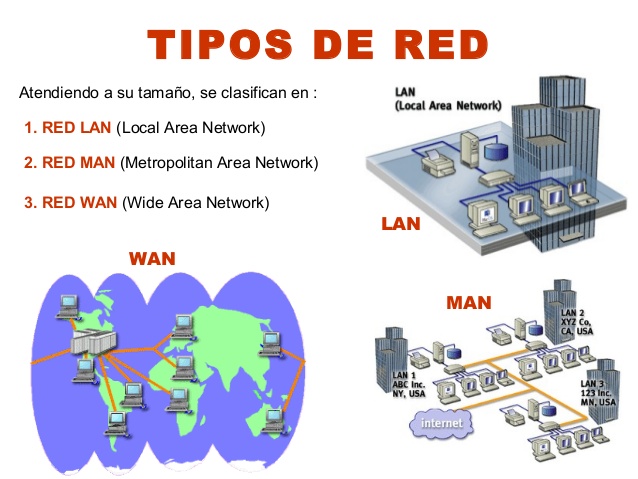 TIPOS DE RED
Atendiendo a su tamaño, se clasifican en :
1. RED LAN (Local Area Network)
2. RED MAN (Metropolitan Area Network)
3. RED WAN (Wide Area Network)
LAN
(Local Area Network)
LAN
WAN
MAN
LAN 2
XYZ Co,
CA, USA
LAN 1
ABC Inc.
NY, USA
LAN 3
123 Inc.
MN, USA
internet